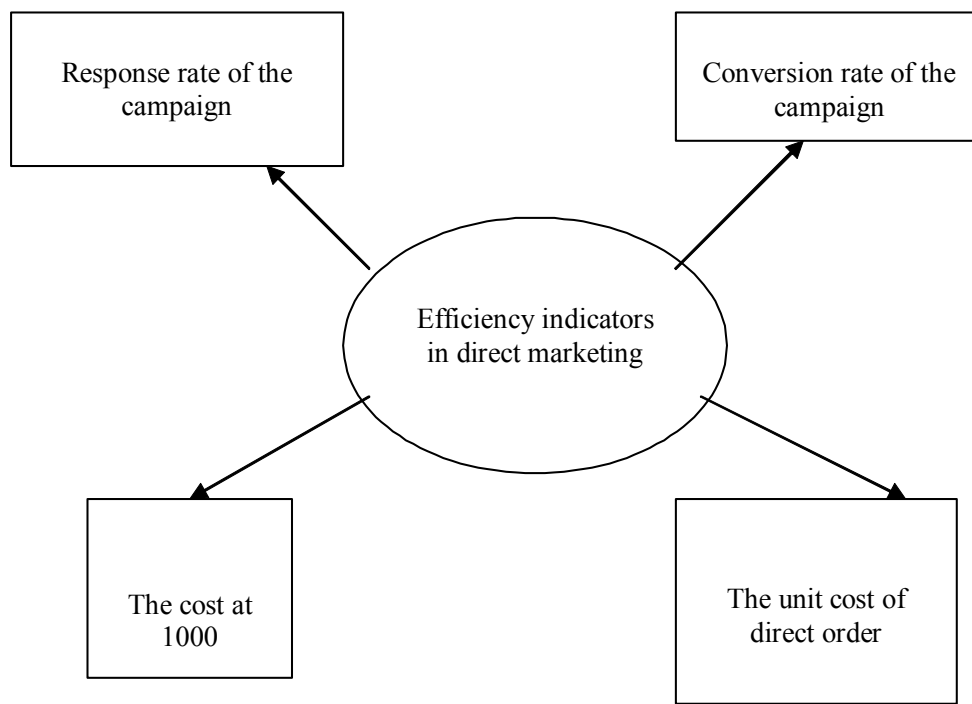 Response rate of the
campaign
Conversion rate of the
campaign
Efficiency indicators
in direct marketing
The cost at
1000
The unit cost of
direct order